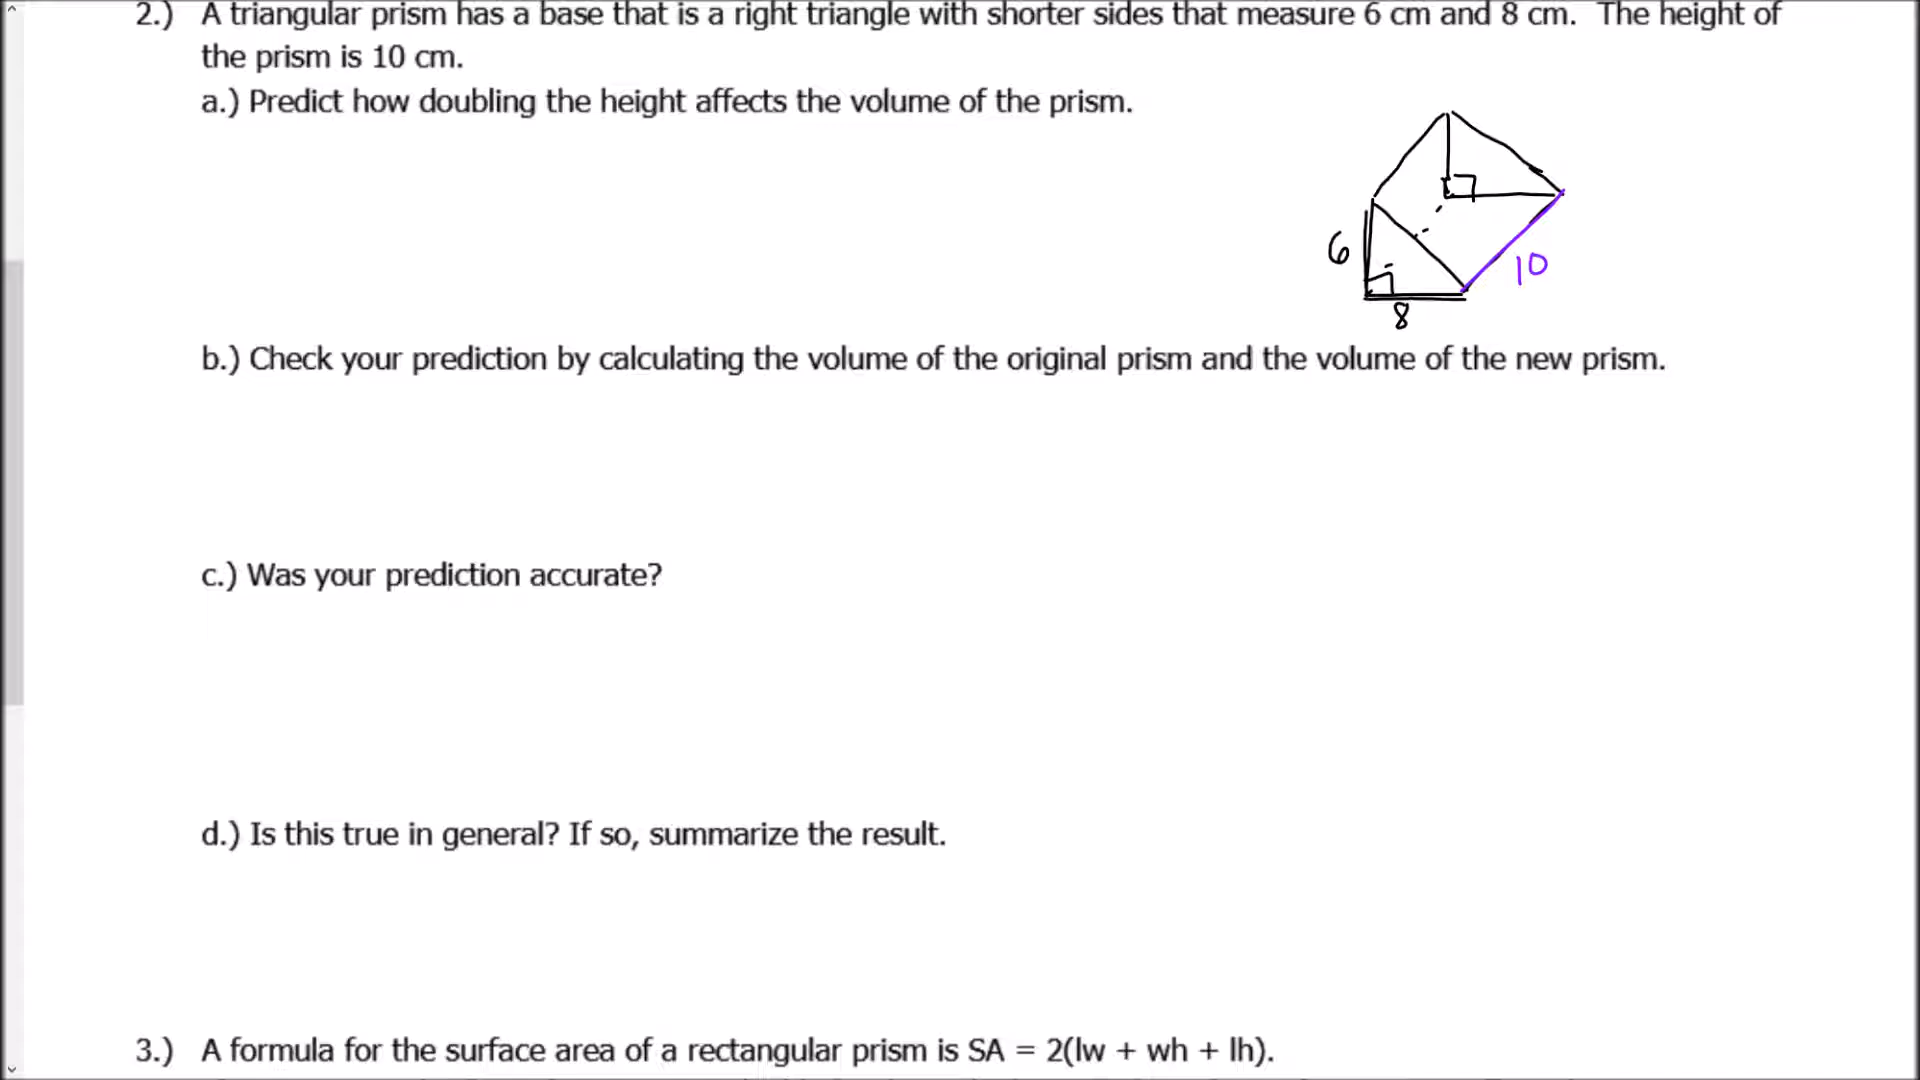 2.) A triangular prism has a base that is a right triangle with shorter sides that measure 6 cm and 8 cm. The height of
the prism is 10 cm.
a.) Predict how doubling the height affects the volume of the prism.
6
10
8
b.) Check your prediction by calculating the volume of the original prism and the volume of the new prism.
c.) Was your prediction accurate?
d.) Is this true in general? If so, summarize the result.
3.) A formula for the surface area of a rectangular prism is SA = 2(lw + wh + lh).